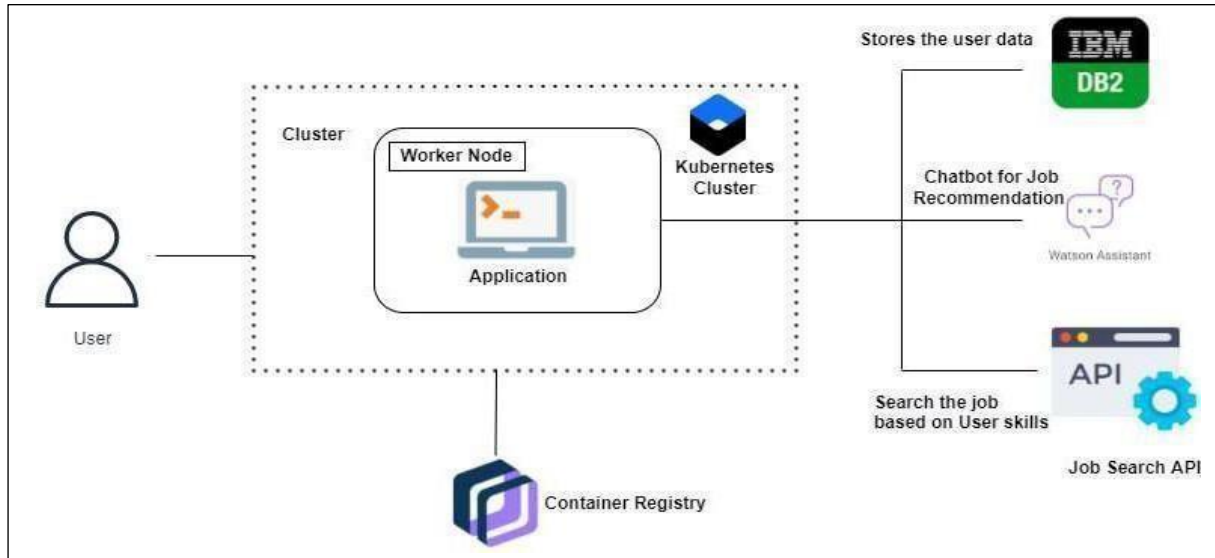 Stores the user data
IBM
DB2
Cluster
Worker Node
Kubernetes
Cluster
Application
Chatbot for Job
Recommendation
?
Watson Assistant
User
API
Search the job
based on User skills
Job Search API
Container Registry